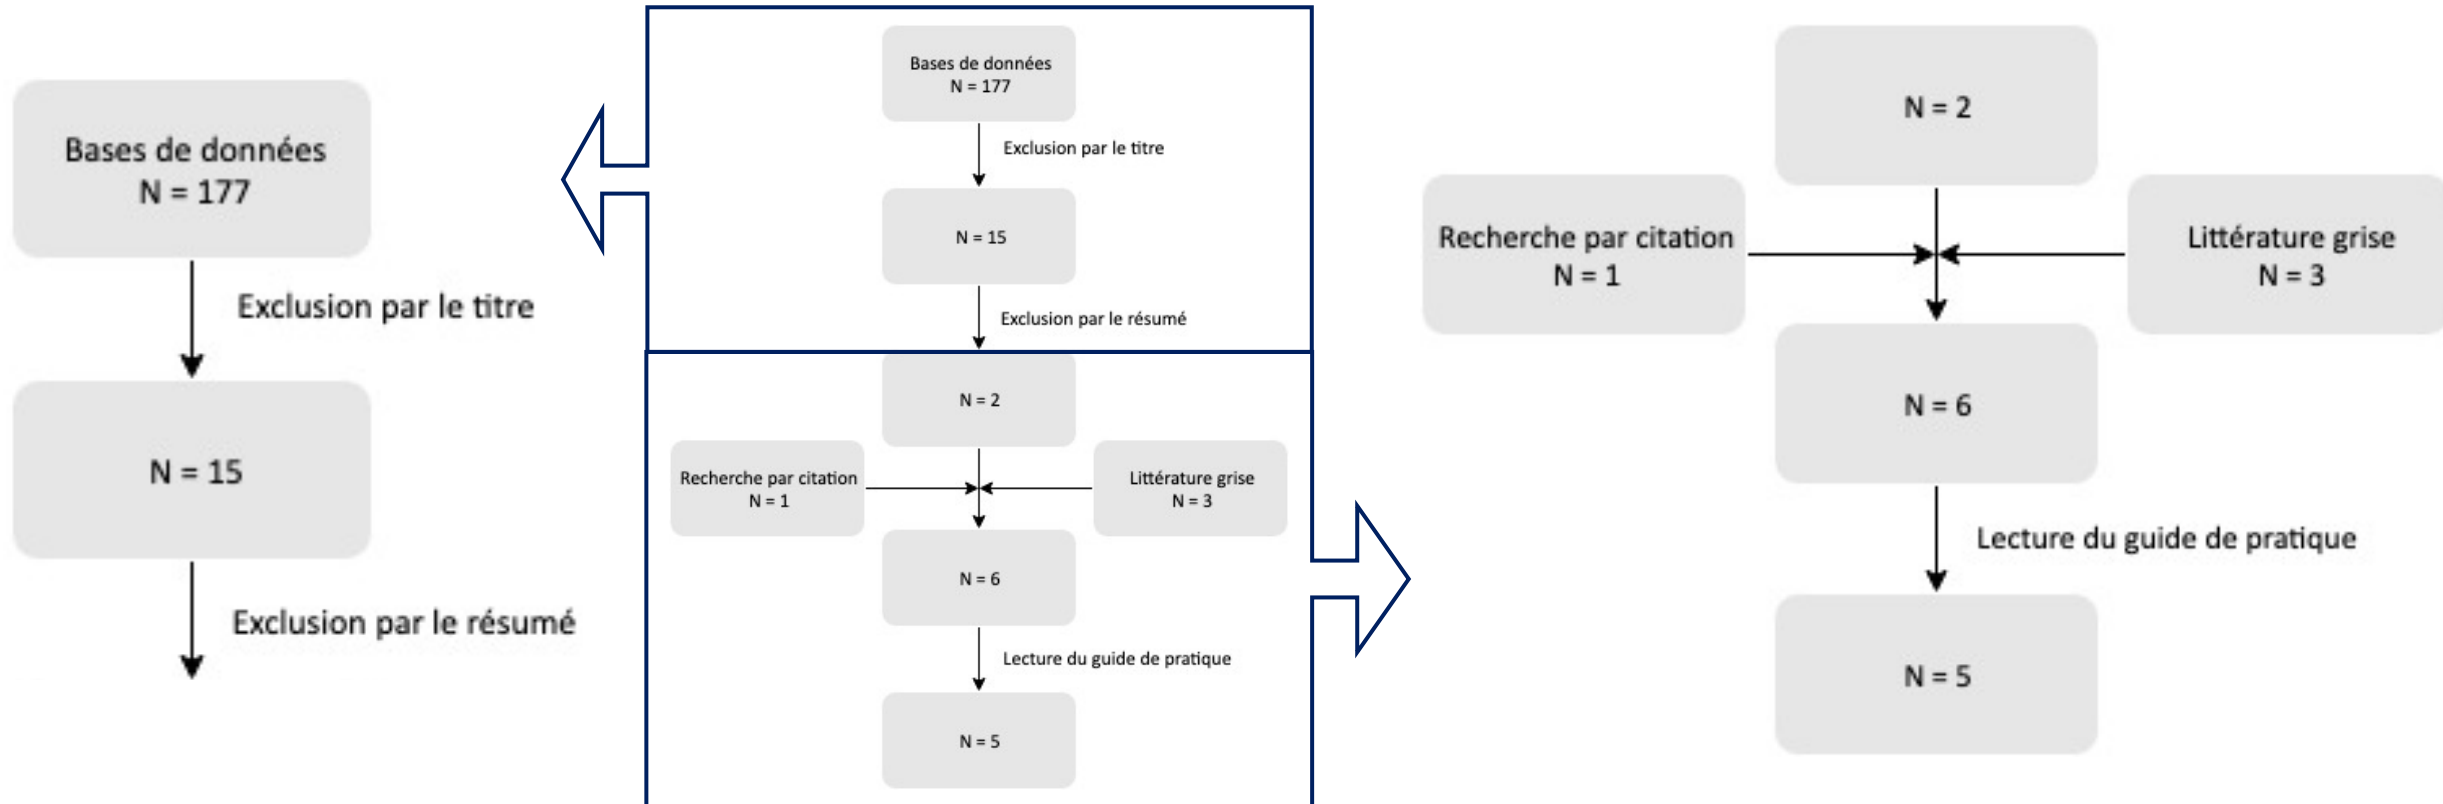 Bases de données
N = 177
Exclusion par le titre
N = 15
Exclusion par le résumé
Bases de données
N = 177
Exclusion par le titre
N = 15
Exclusion par le résumé
N = 2
Recherche par citation
N = 1
Littérature grise
N = 3
N = 6
Lecture du guide de pratique
N = 5
N = 2
Recherche par citation
N = 1
Littérature grise
N = 3
N = 6
Lecture du guide de pratique
N = 5